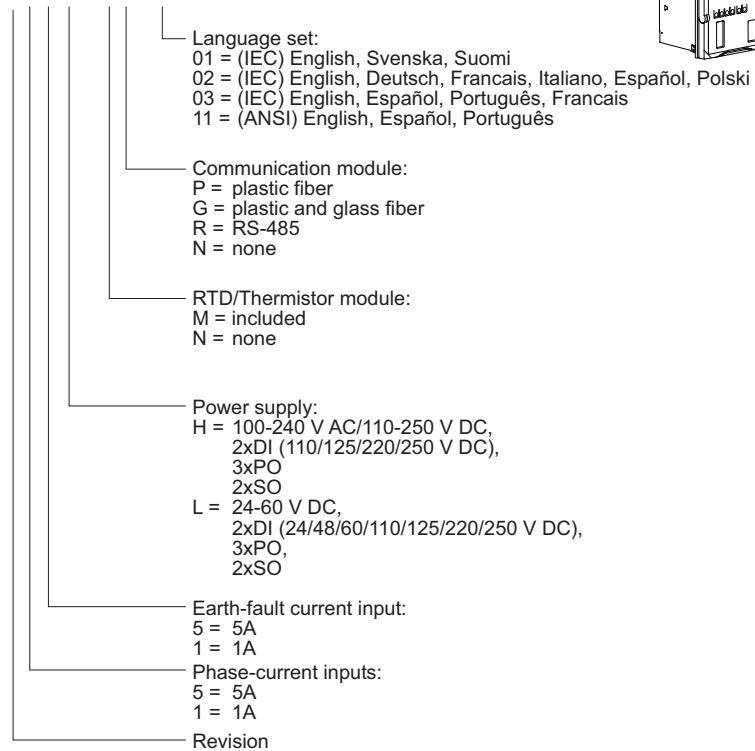 Language set:
01 = (IEC) English, Svenska, Suomi
02 = (IEC) English, Deutsch, Francais, Italiano, Español, Polski
03 = (IEC) English, Español, Português, Francais
11 = (ANSI) English, Español, Português
Communication module:
P = plastic fiber
G = plastic and glass fiber
R = RS-485
N = none
RTD/Thermistor module:
M = included
N = none
Power supply:
H = 100-240 V AC/110-250 V DC,
2xDI (110/125/220/250 V DC),
3xPO
2xSO
L = 24-60 V DC,
2xDI (24/48/60/110/125/220/250 V DC),
3xPO,
2xSO
Earth-fault current input:
5 = 5A
1 = 1A
Phase-current inputs:
5 = 5A
1 = 1A
Revision